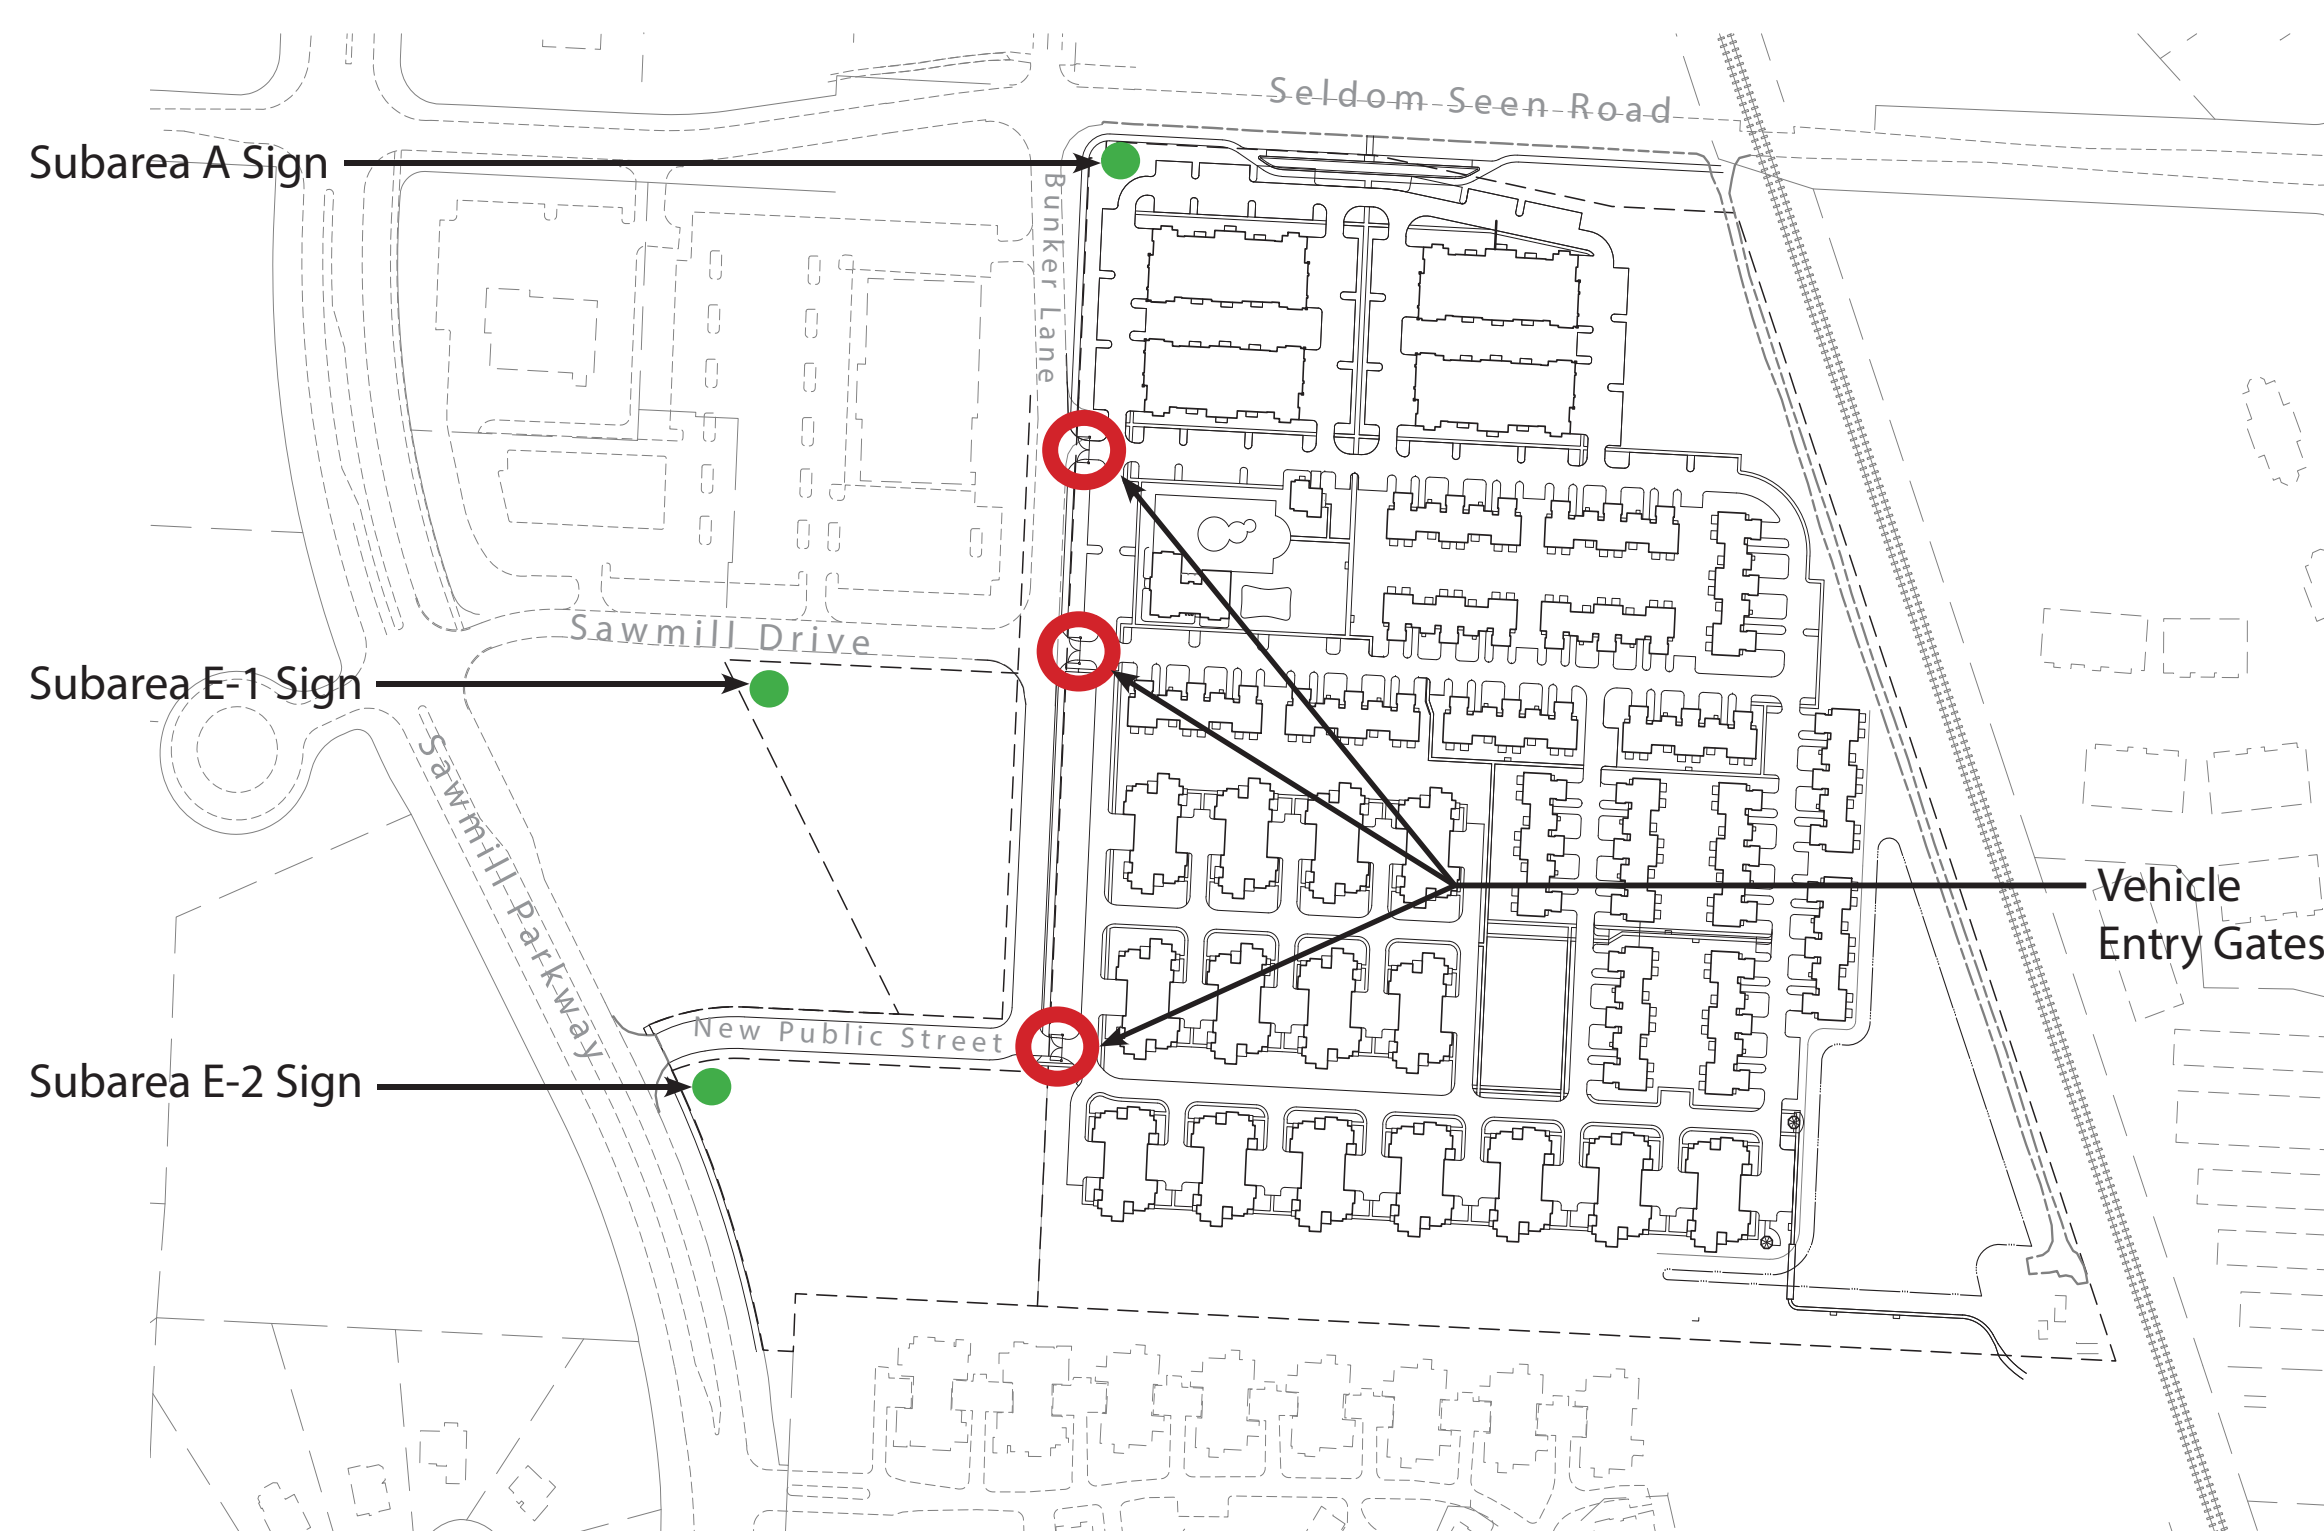 Seldom Seen Road
Subarea A Sign
Bunker Lane
Sawmill Drive
Subarea E-1 Sign
Sawmill Parkway
Vehicle
Entry Gates
New Public Street
Subarea E-2 Sign